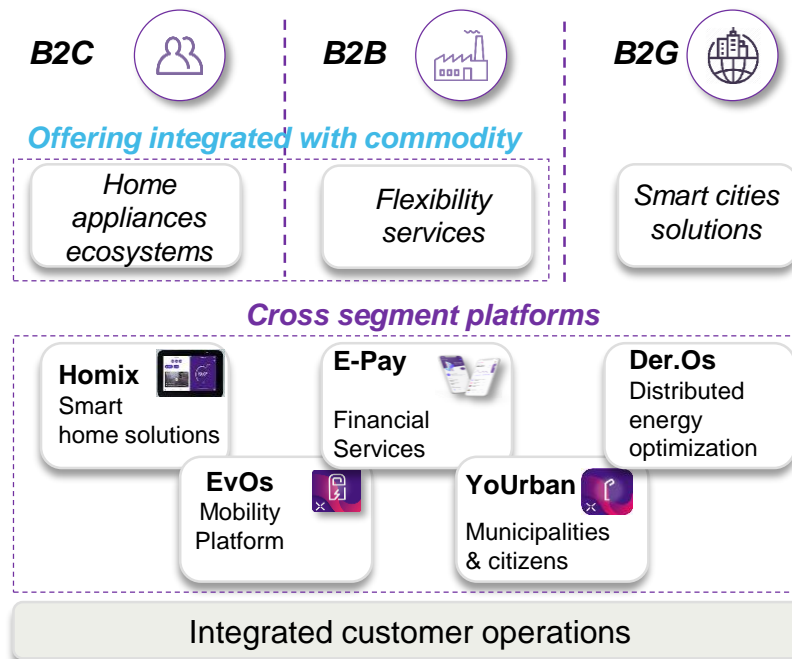 B2C
B2B
B2G
Offering integrated with commodity
Home
appliances
ecosystems
Flexibility
services
Smart cities
solutions
Cross segment platforms
Homix
Smart
home solutions
E-Pay
Financial
Services
Der.Os
Distributed
energy
optimization
EvOs
Mobility
Platform
YoUrban
Municipalities
& citizens
Integrated customer operations